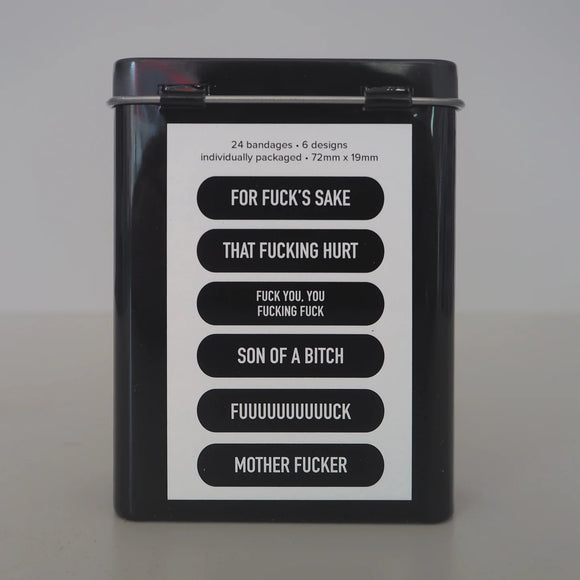 24 bandages • 6 designs
individually packaged • 72mm x 19mm
FOR FUCK'S SAKE
THAT FUCKING HURT
FUCK YOU, YOU
FUCKING FUCK
SON OF A BITCH
FUUUUUUUUUUCK
MOTHER FUCKER